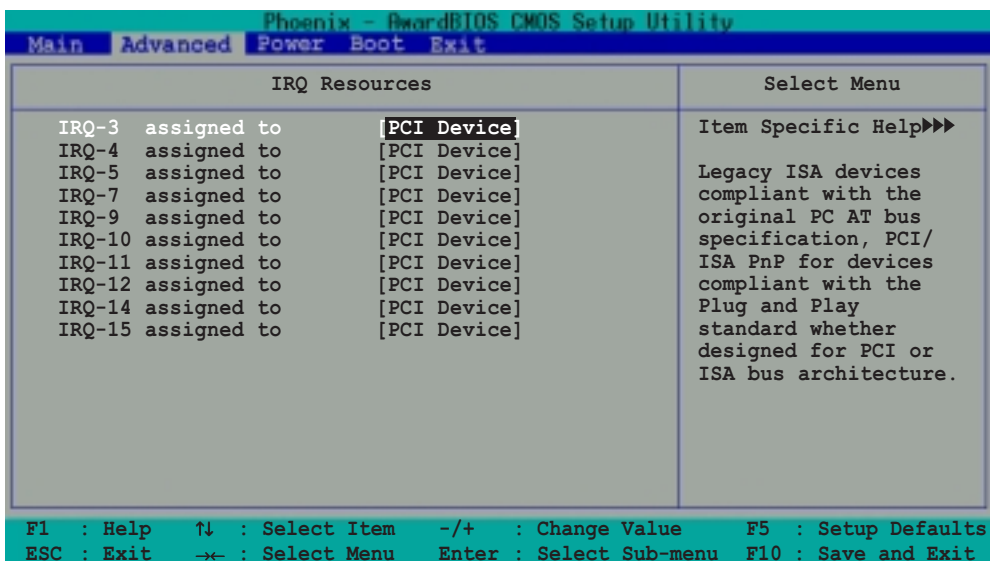 Phoenix - AwardBIOS CMOS Setup Utility
Main Advanced Power Boot Exit
IRQ Resources
Select Menu
IRQ-3 assigned to [PCI Device]
IRQ-4 assigned to [PCI Device]
IRQ-5 assigned to [PCI Device]
IRQ-7 assigned to [PCI Device]
IRQ-9 assigned to [PCI Device]
IRQ-10 assigned to [PCI Device]
IRQ-11 assigned to [PCI Device]
IRQ-12 assigned to [PCI Device]
IRQ-14 assigned to [PCI Device]
IRQ-15 assigned to [PCI Device]
Item Specific Help▶▶▶
Legacy ISA devices
compliant with the
original PC AT bus
specification, PCI/
ISA PnP for devices
compliant with the
Plug and Play
standard whether
designed for PCI or
ISA bus architecture.
F1 : Help ↑↓ : Select Item -/+ : Change Value F5 : Setup Defaults
ESC : Exit →← : Select Menu Enter : Select Sub-menu F10 : Save and Exit